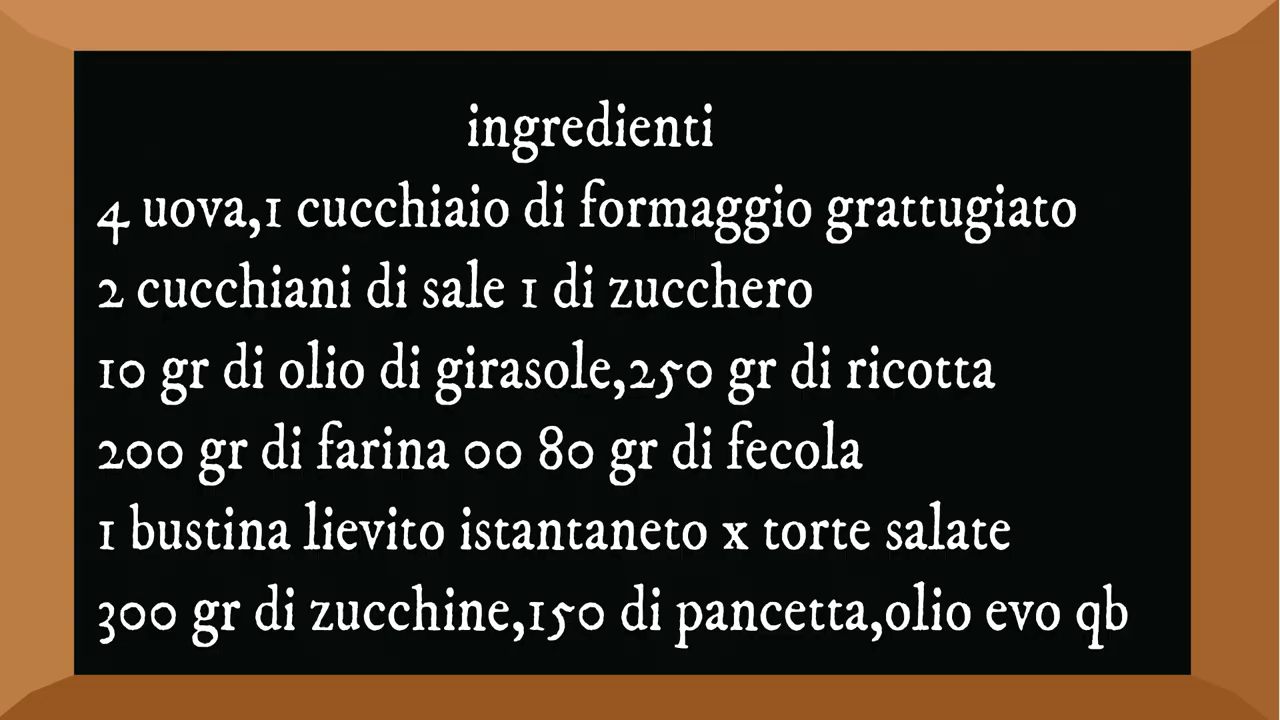 ingredienti
4 uova,1 cucchiaio di formaggio grattugiato
2 cucchiani di sale 1 di zucchero
10 gr di olio di girasole,250 gr di ricotta
200 gr di farina 00 80 gr di fecola
1 bustina lievito istantaneto x torte salate
300 gr di zucchine,150 di pancetta,olio evo qb